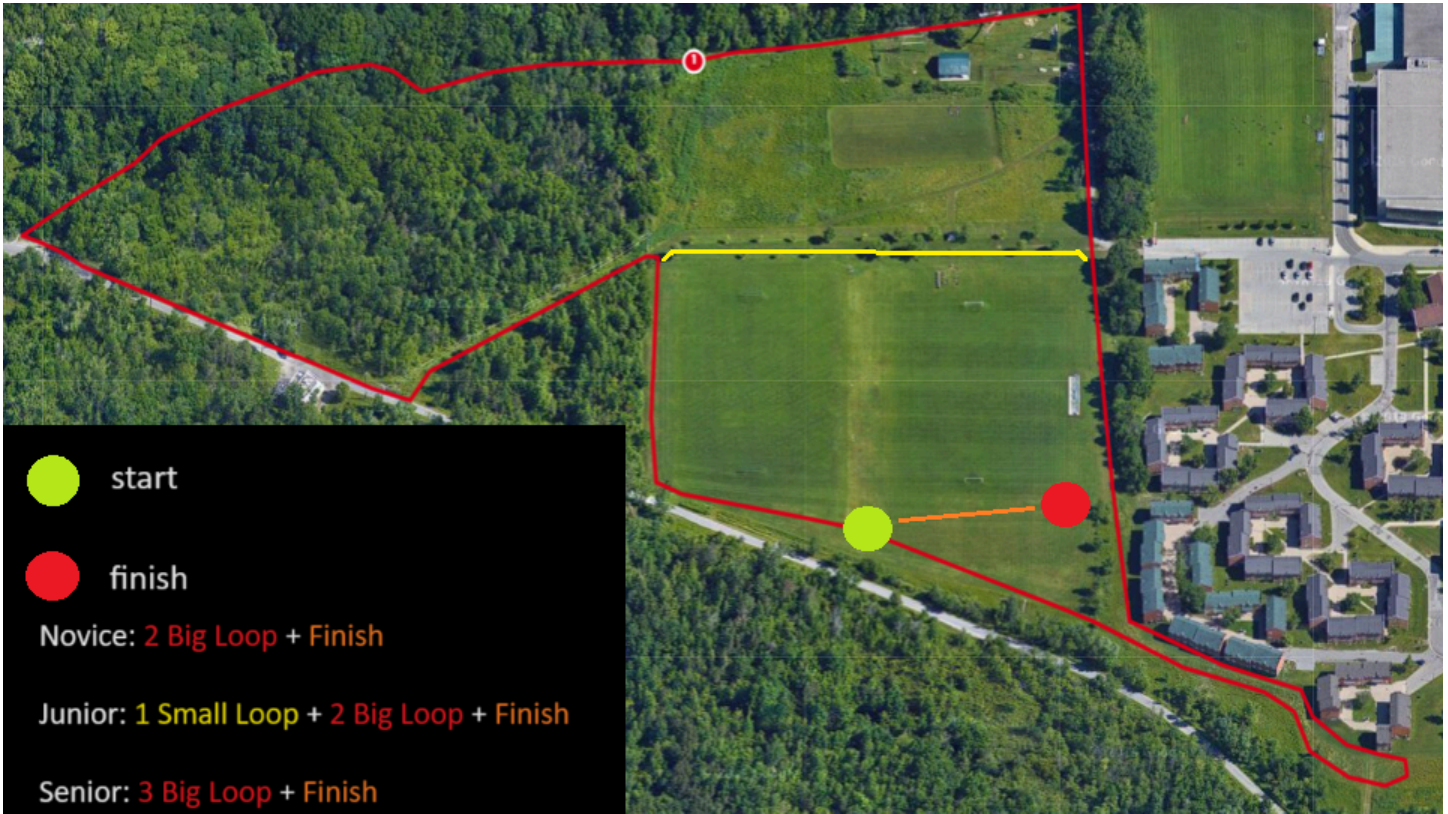 1
start
finish
Novice: 2 Big Loop + Finish
Junior: 1 Small Loop + 2 Big Loop + Finish
Senior: 3 Big Loop + Finish